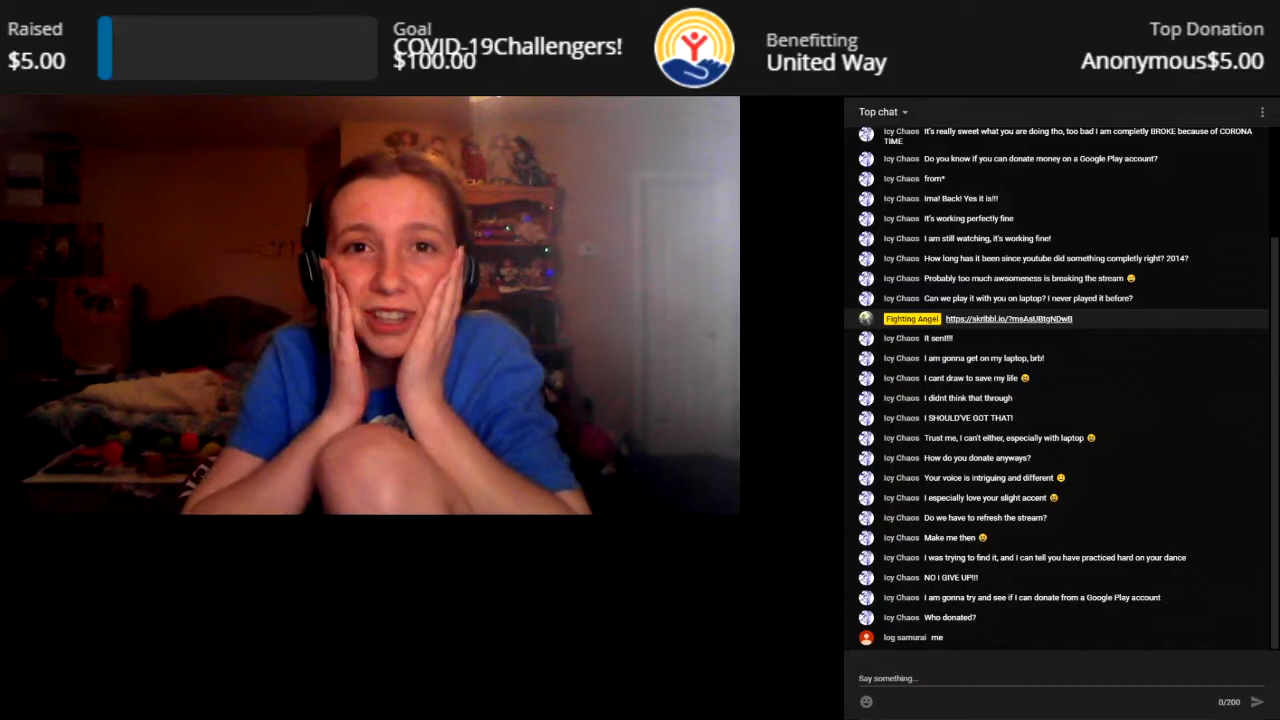 Raised
$5.00
Goal
COVID-19Challengers!
$100.00
Benefitting
United Way
Top Donation
Anonymous$5.00
Top chat
Icy Chaos It's really sweet what you are doing tho, too bad I am completly BROKE because of CORONA
TIME
Icy Chaos Do you know if you can donate money on a Google Play account?
Icy Chaos from*
Icy Chaos Ima! Back! Yes it is!!!
Icy Chaos It's working perfectly fine
Icy Chaos I am still watching, it's working fine!
Icy Chaos How long has it been since youtube did something completly right? 2014?
Icy Chaos Probably too much awsomeness is breaking the stream 😅
Icy Chaos Can we play it with you on laptop? I never played it before?
Fighting Angel https://skribbl.io/?msAsUBtgNDwB
Icy Chaos It sent!!!
Icy Chaos I am gonna get on my laptop, brb!
Icy Chaos I cant draw to save my life 😆
Icy Chaos I didnt think that through
Icy Chaos I SHOULD'VE GOT THAT!
Icy Chaos Trust me, I can't either, especially with laptop 😆
Icy Chaos How do you donate anyways?
Icy Chaos Your voice is intriguing and different 🙂
Icy Chaos I especially love your slight accent 😆
Icy Chaos Do we have to refresh the stream?
Icy Chaos Make me then 😆
Icy Chaos I was trying to find it, and I can tell you have practiced hard on your dance
Icy Chaos NO I GIVE UP!!!
Icy Chaos I am gonna try and see if I can donate from a Google Play account
Icy Chaos Who donated?
log samurai me
Say something...
0/200